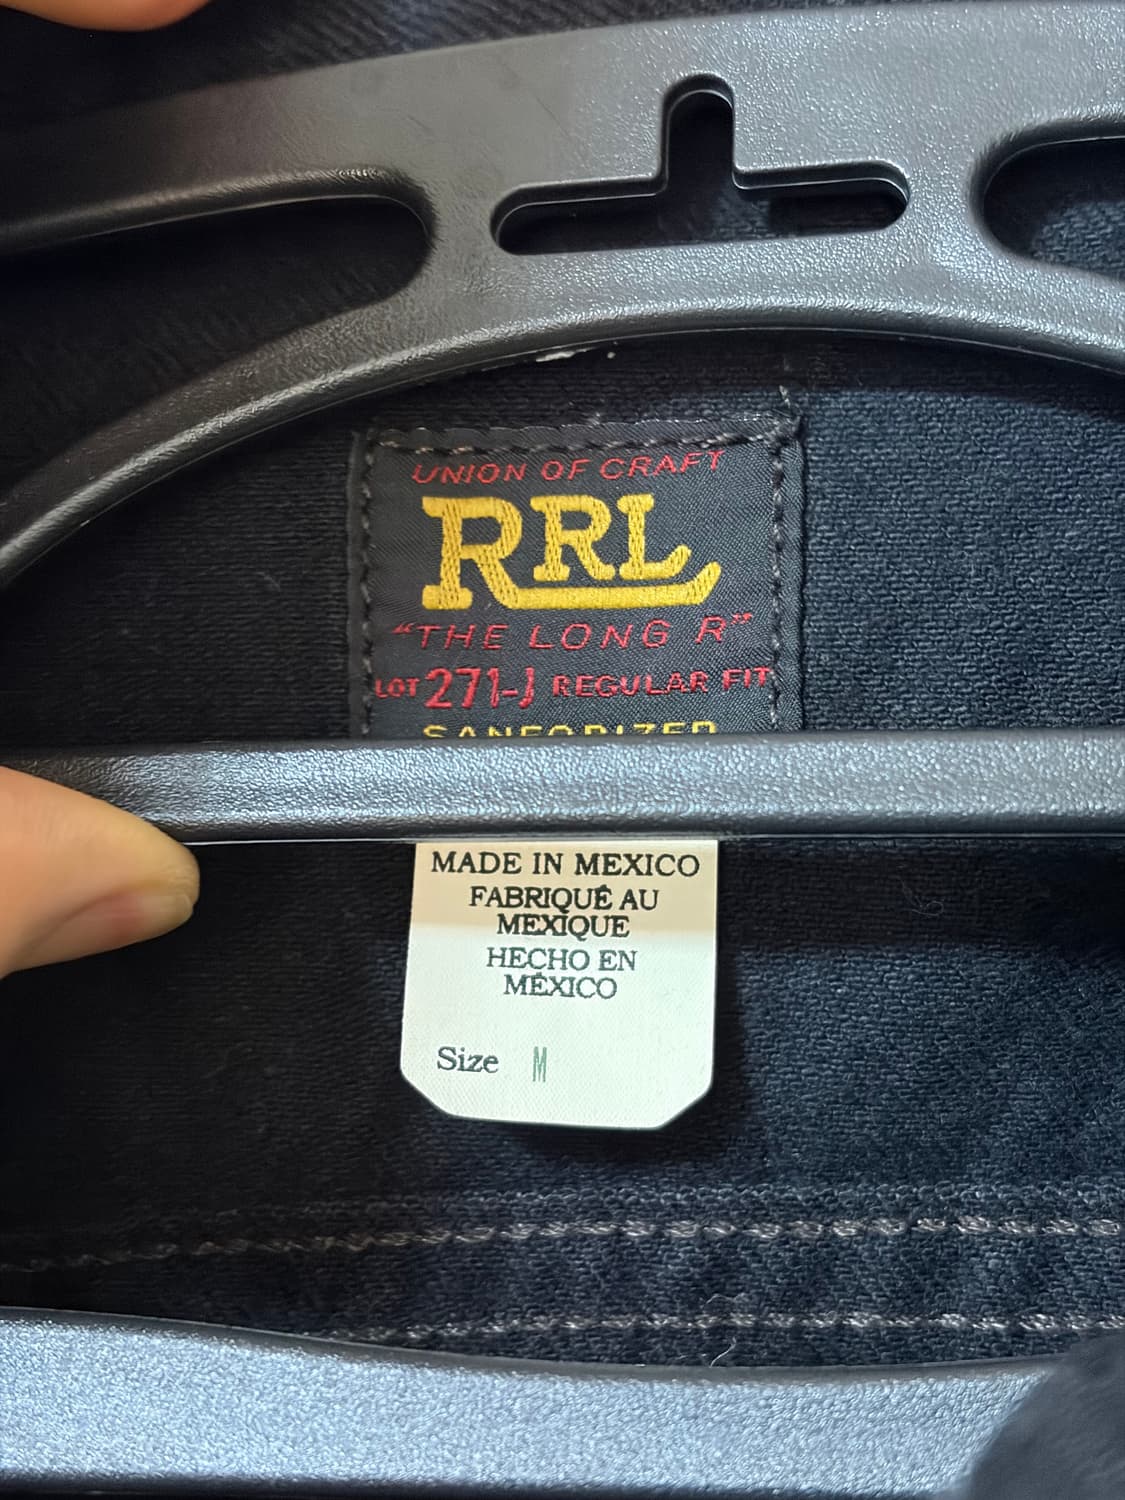 UNION OF CRAFT
RRL
"THE LONG R"
LOT 271-J REGULAR FIT
SANFORIZED
MADE IN MEXICO
FABRIQUÉ AU
MEXIQUE
HECHO EN
MÉXICO
Size M